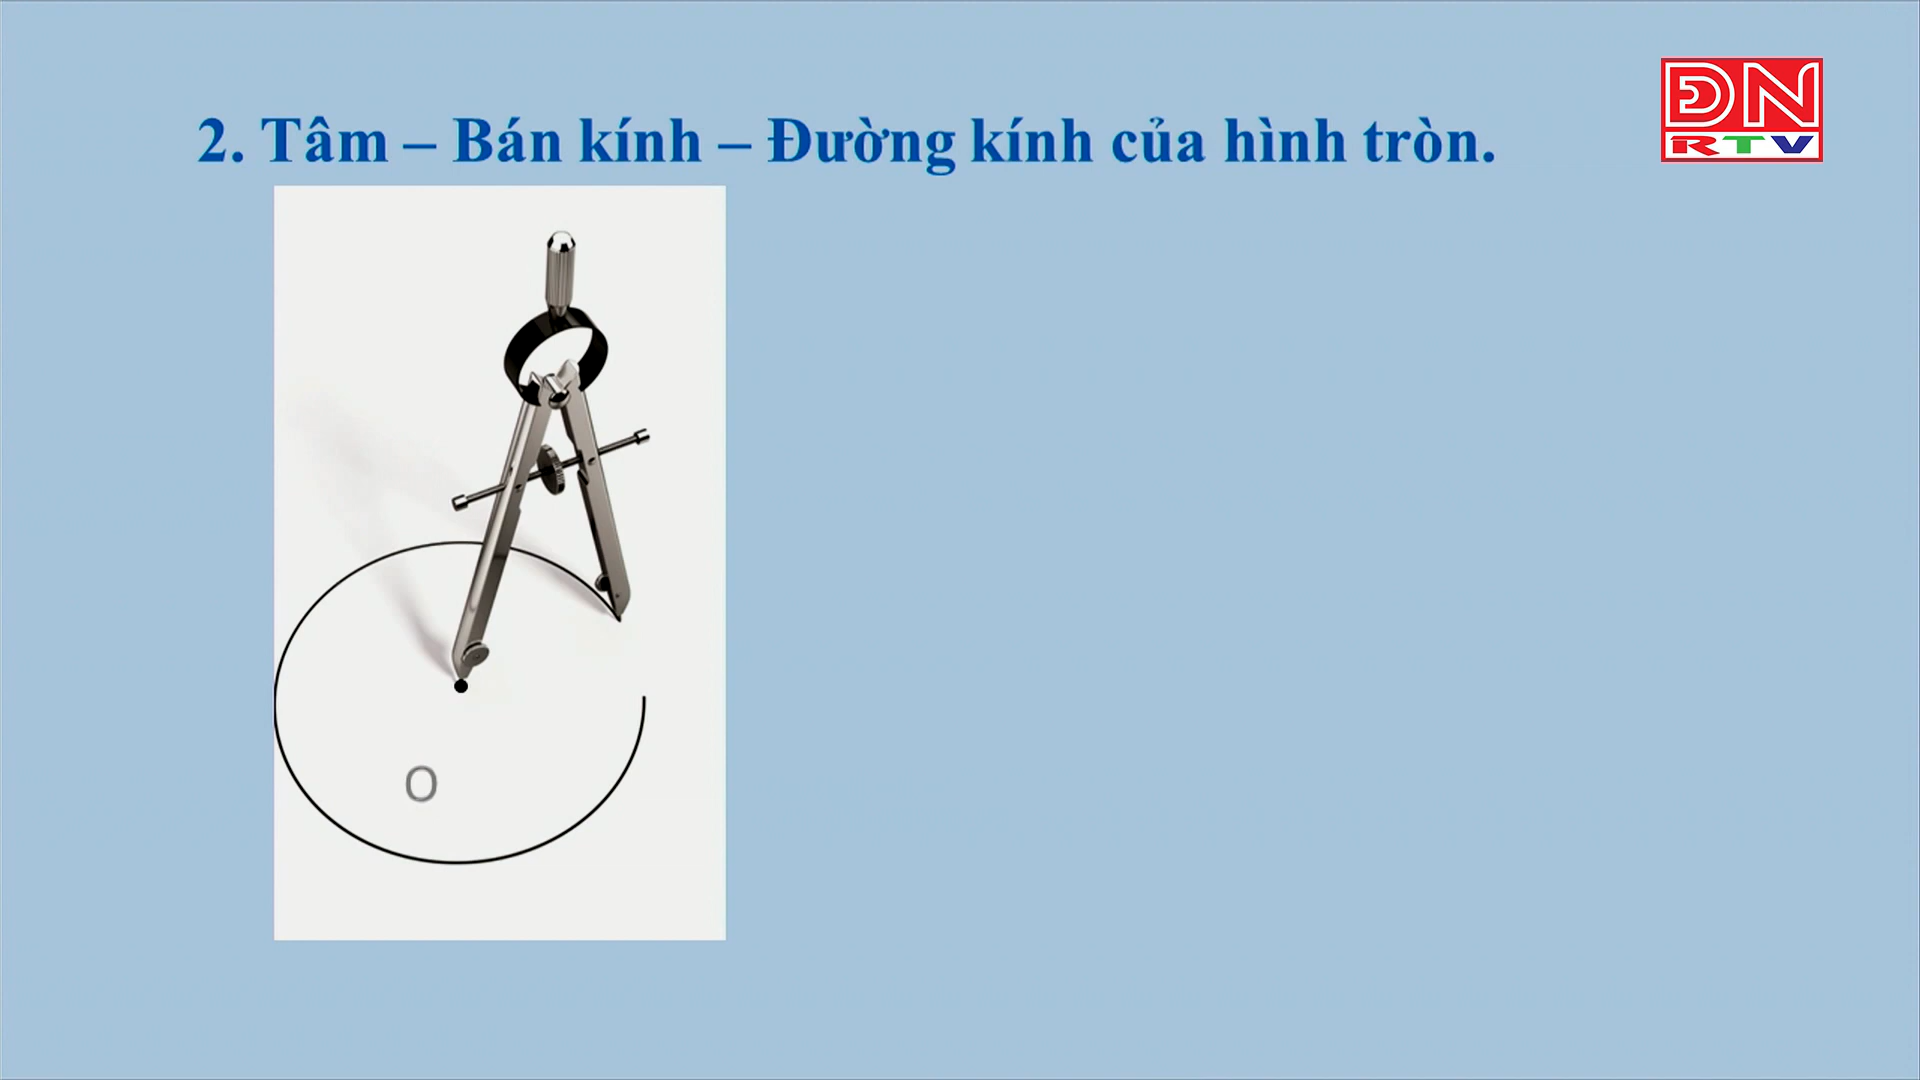 2. Tâm – Bán kính – Đường kính của hình tròn.
ĐN
RTV
O